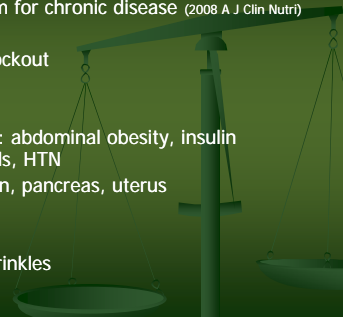 m for chronic disease (2008 A J Clin Nutri)
ockout
: abdominal obesity, insulin
ds, HTN
n, pancreas, uterus
rinkles